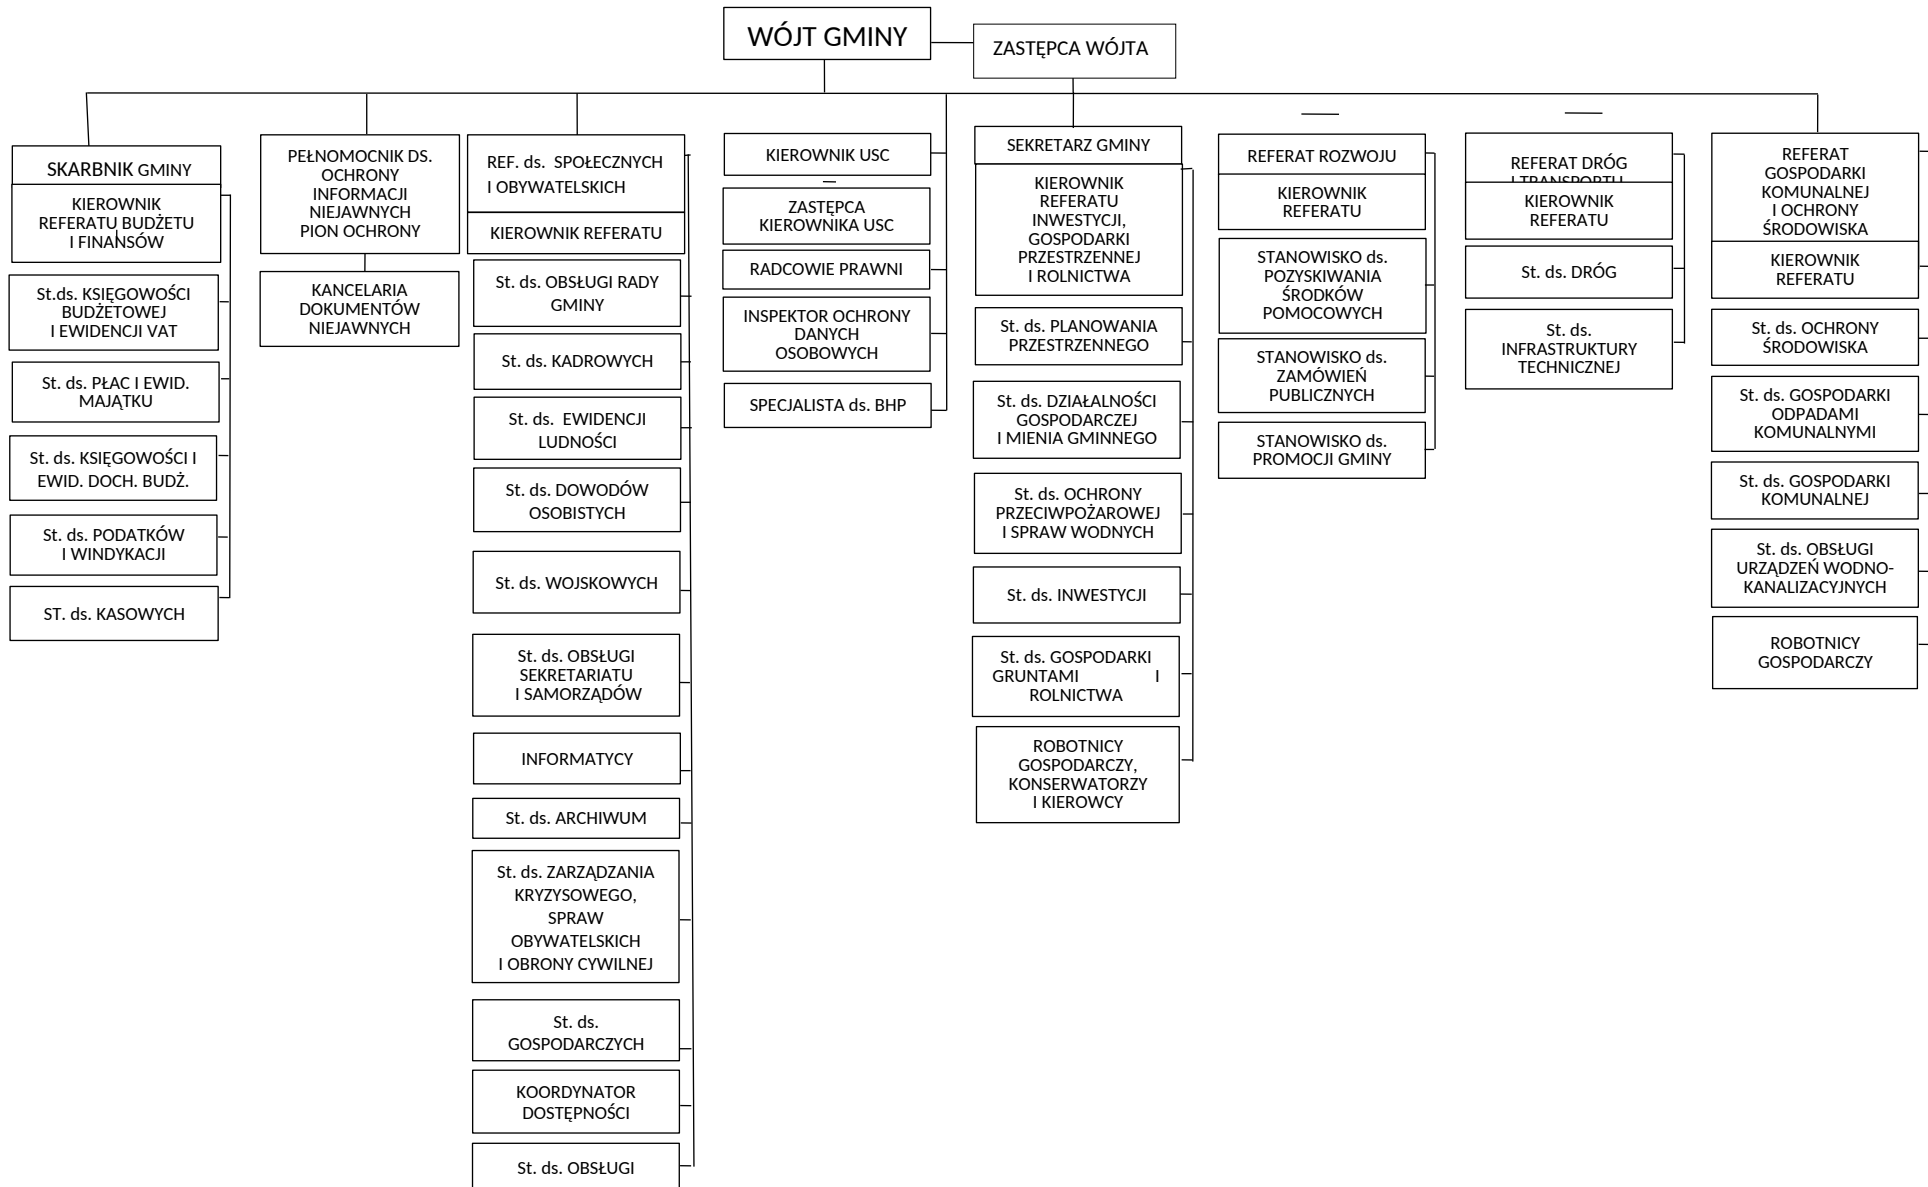 WÓJT GMINY
ZASTĘPCA WÓJTA
SKARBNIK GMINY
KIEROWNIK
REFERATU BUDŻETU
I FINANSÓW
St.ds. KSIĘGOWOŚCI
BUDŻETOWEJ
I EWIDENCJI VAT
St. ds. PŁAC I EWID.
MAJĄTKU
St. ds. KSIĘGOWOŚCI I
EWID. DOCH. BUDŻ.
St. ds. PODATKÓW
I WINDYKACJI
ST. ds. KASOWYCH
PEŁNOMOCNIK DS.
OCHRONY
INFORMACJI
NIEJAWNYCH
PION OCHRONY
KANCELARIA
DOKUMENTÓW
NIEJAWNYCH
REF. ds. SPOŁECZNYCH
I OBYWATELSKICH
KIEROWNIK REFERATU
St. ds. OBSŁUGI RADY
GMINY
St. ds. KADROWYCH
St. ds. EWIDENCJI
LUDNOŚCI
St. ds. DOWODÓW
OSOBISTYCH
St. ds. WOJSKOWYCH
St. ds. OBSŁUGI
SEKRETARIATU
I SAMORZĄDÓW
INFORMATYCY
St. ds. ARCHIWUM
St. ds. ZARZĄDZANIA
KRYZYSOWEGO,
SPRAW
OBYWATELSKICH
I OBRONY CYWILNEJ
St. ds.
GOSPODARCZYCH
KOORDYNATOR
DOSTĘPNOŚCI
St. ds. OBSŁUGI
KIEROWNIK USC
ZASTĘPCA
KIEROWNIKA USC
RADCOWIE PRAWNI
INSPEKTOR OCHRONY
DANYCH
OSOBOWYCH
SPECJALISTA ds. BHP
SEKRETARZ GMINY
KIEROWNIK
REFERATU
INWESTYCJI,
GOSPODARKI
PRZESTRZENNEJ
I ROLNICTWA
St. ds. PLANOWANIA
PRZESTRZENNEGO
St. ds. DZIAŁALNOŚCI
GOSPODARCZEJ
I MIENIA GMINNEGO
St. ds. OCHRONY
PRZECIWPOŻAROWEJ
I SPRAW WODNYCH
St. ds. INWESTYCJI
St. ds. GOSPODARKI
GRUNTAMI I
ROLNICTWA
ROBOTNICY
GOSPODARCZY,
KONSERWATORZY
I KIEROWCY
REFERAT ROZWOJU
KIEROWNIK
REFERATU
STANOWISKO ds.
POZYSKIWANIA
ŚRODKÓW
POMOCOWYCH
STANOWISKO ds.
ZAMÓWIEŃ
PUBLICZNYCH
STANOWISKO ds.
PROMOCJI GMINY
REFERAT DRÓG
I TRANSPORTU
KIEROWNIK
REFERATU
St. ds. DRÓG
St. ds.
INFRASTRUKTURY
TECHNICZNEJ
REFERAT
GOSPODARKI
KOMUNALNEJ
I OCHRONY
ŚRODOWISKA
KIEROWNIK
REFERATU
St. ds. OCHRONY
ŚRODOWISKA
St. ds. GOSPODARKI
ODPADAMI
KOMUNALNYMI
St. ds. GOSPODARKI
KOMUNALNEJ
St. ds. OBSŁUGI
URZĄDZEŃ WODNO-
KANALIZACYJNYCH
ROBOTNICY
GOSPODARCZY